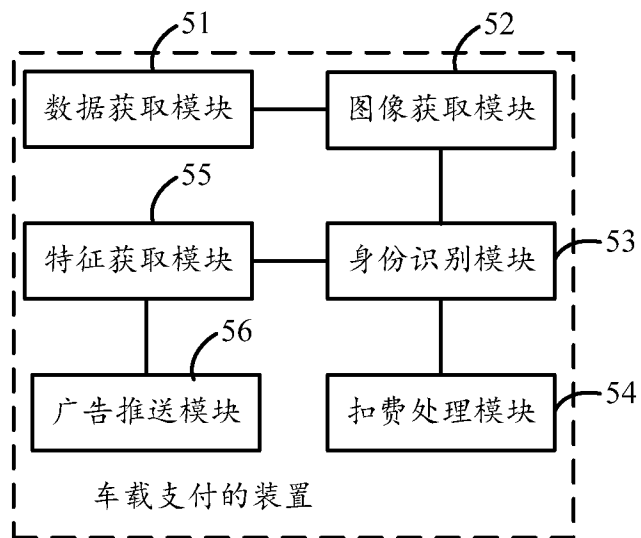 51
52
数据获取模块
图像获取模块
55
特征获取模块
身份识别模块
53
56
广告推送模块
扣费处理模块
54
车载支付的装置